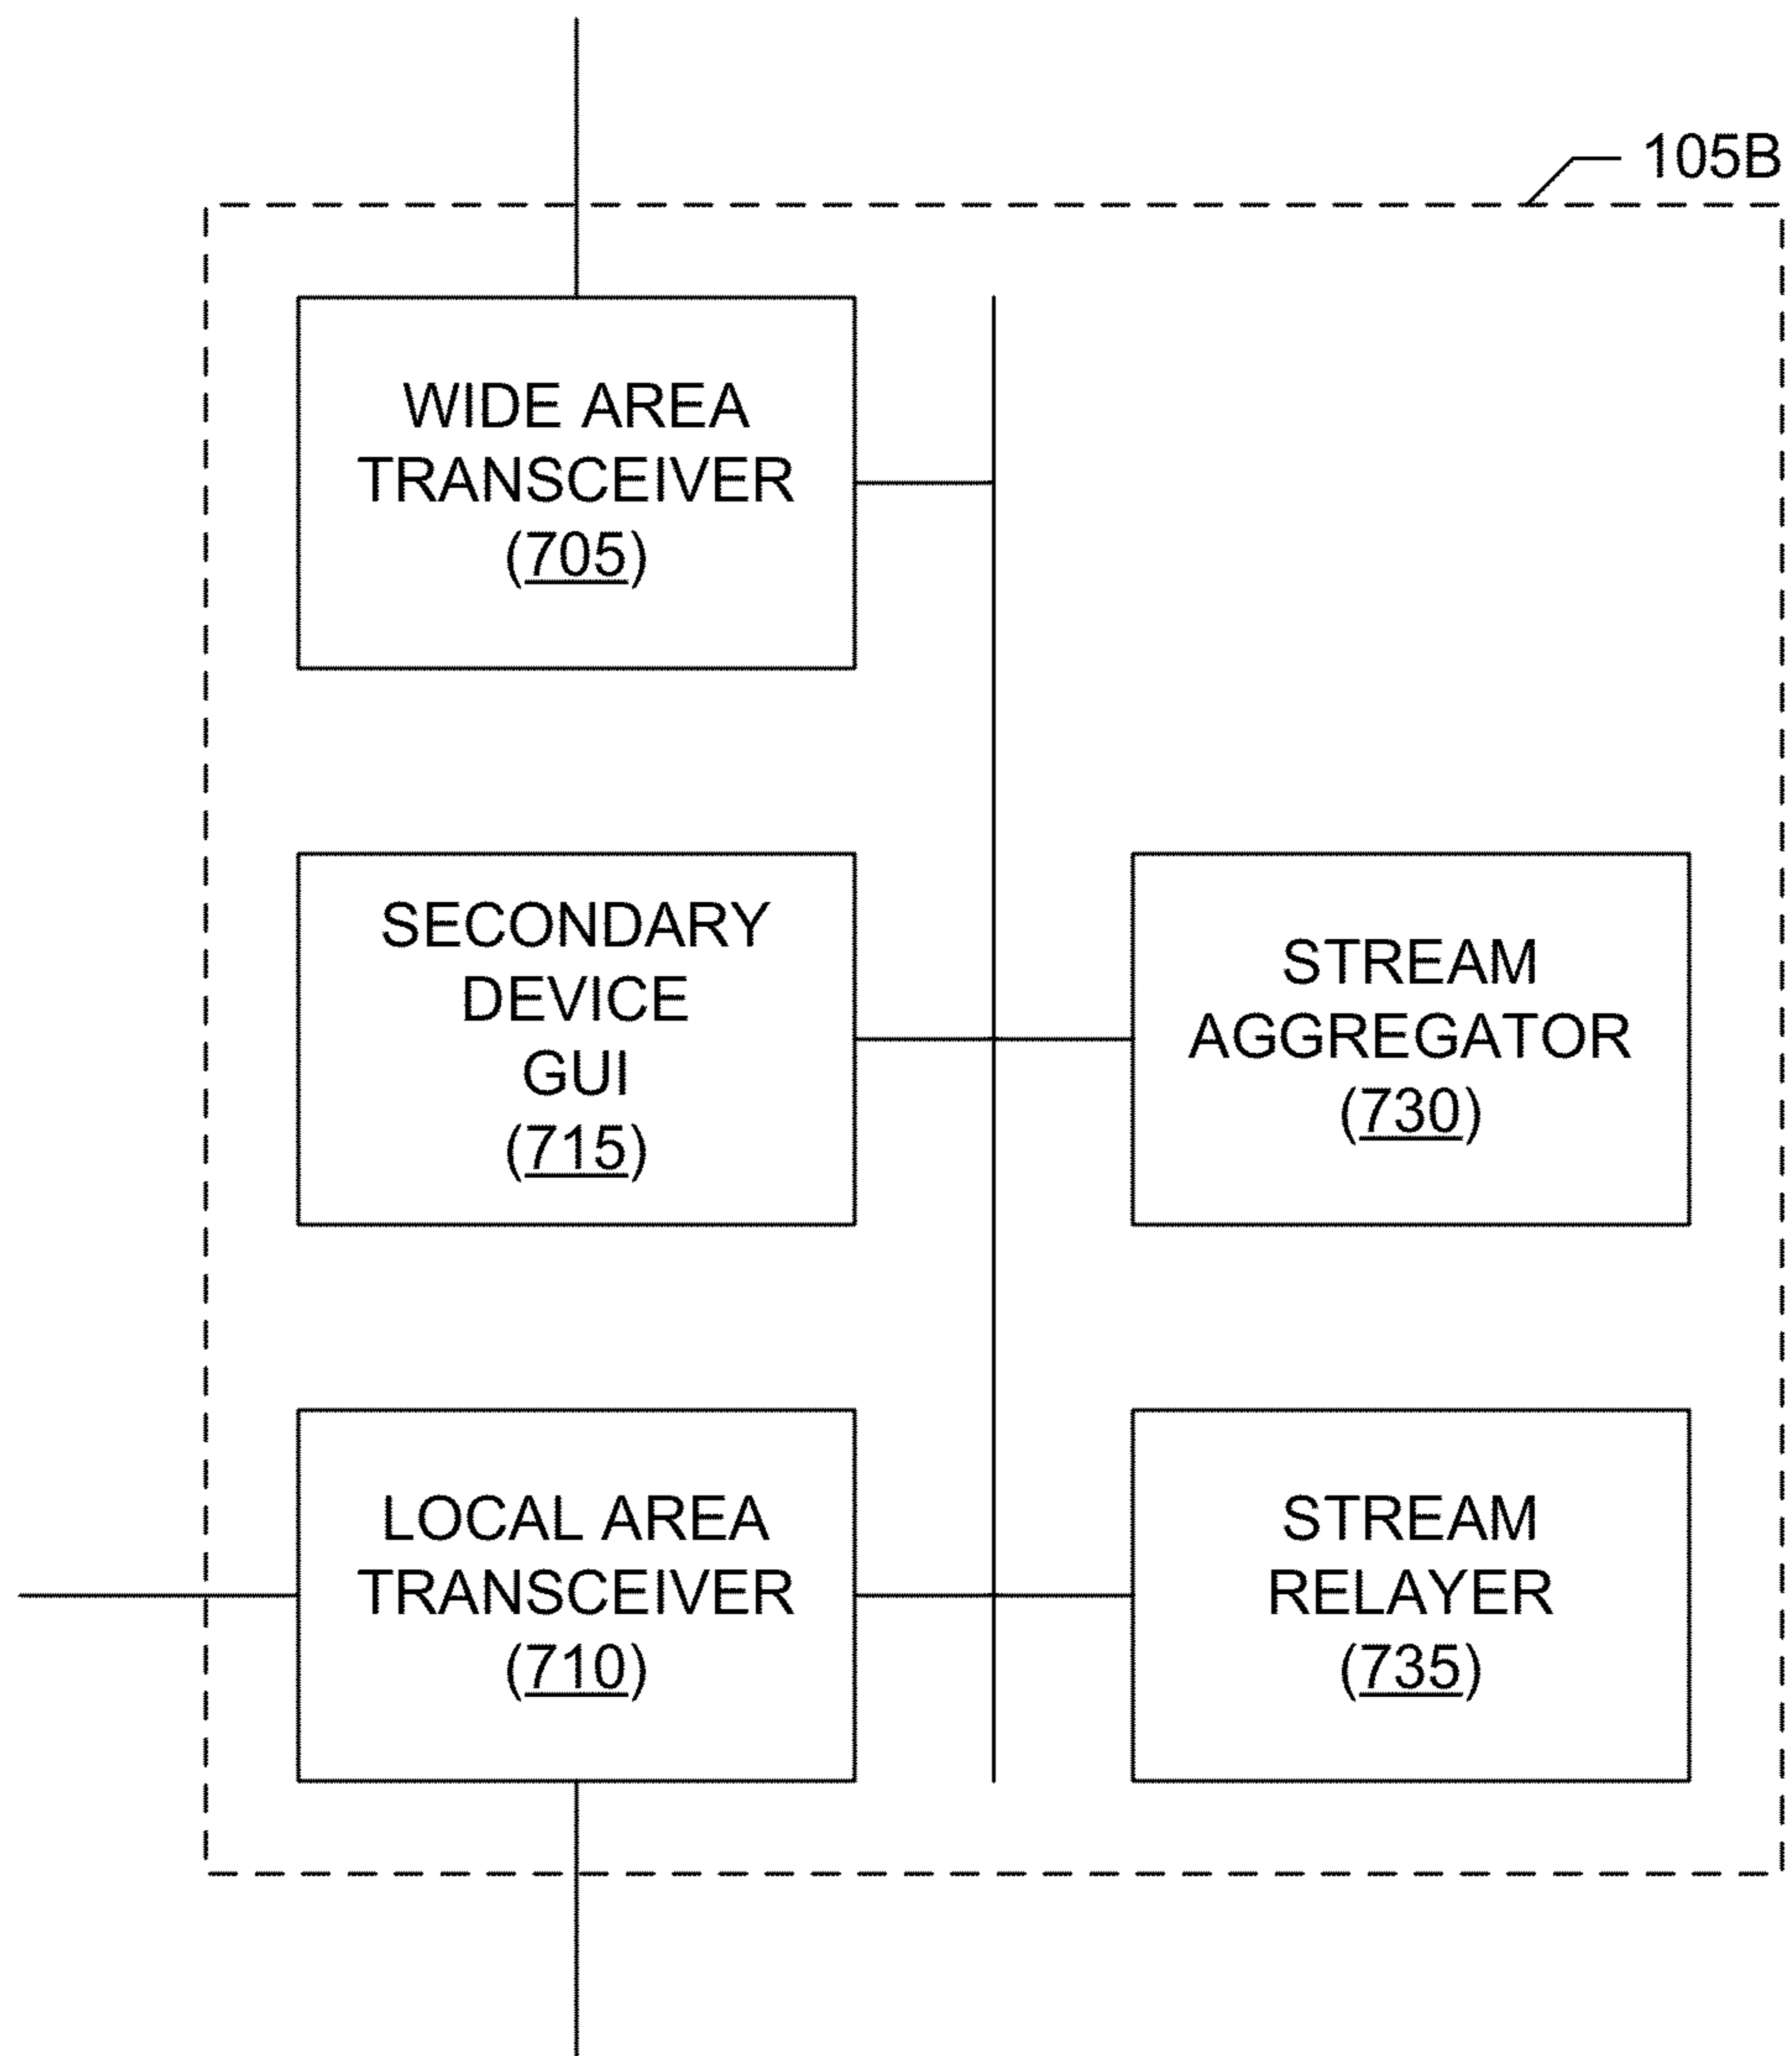 105B
WIDE AREA
TRANSCEIVER
(705)
SECONDARY
DEVICE
GUI
(715)
STREAM
AGGREGATOR
(730)
LOCAL AREA
TRANSCEIVER
(710)
STREAM
RELAYER
(735)